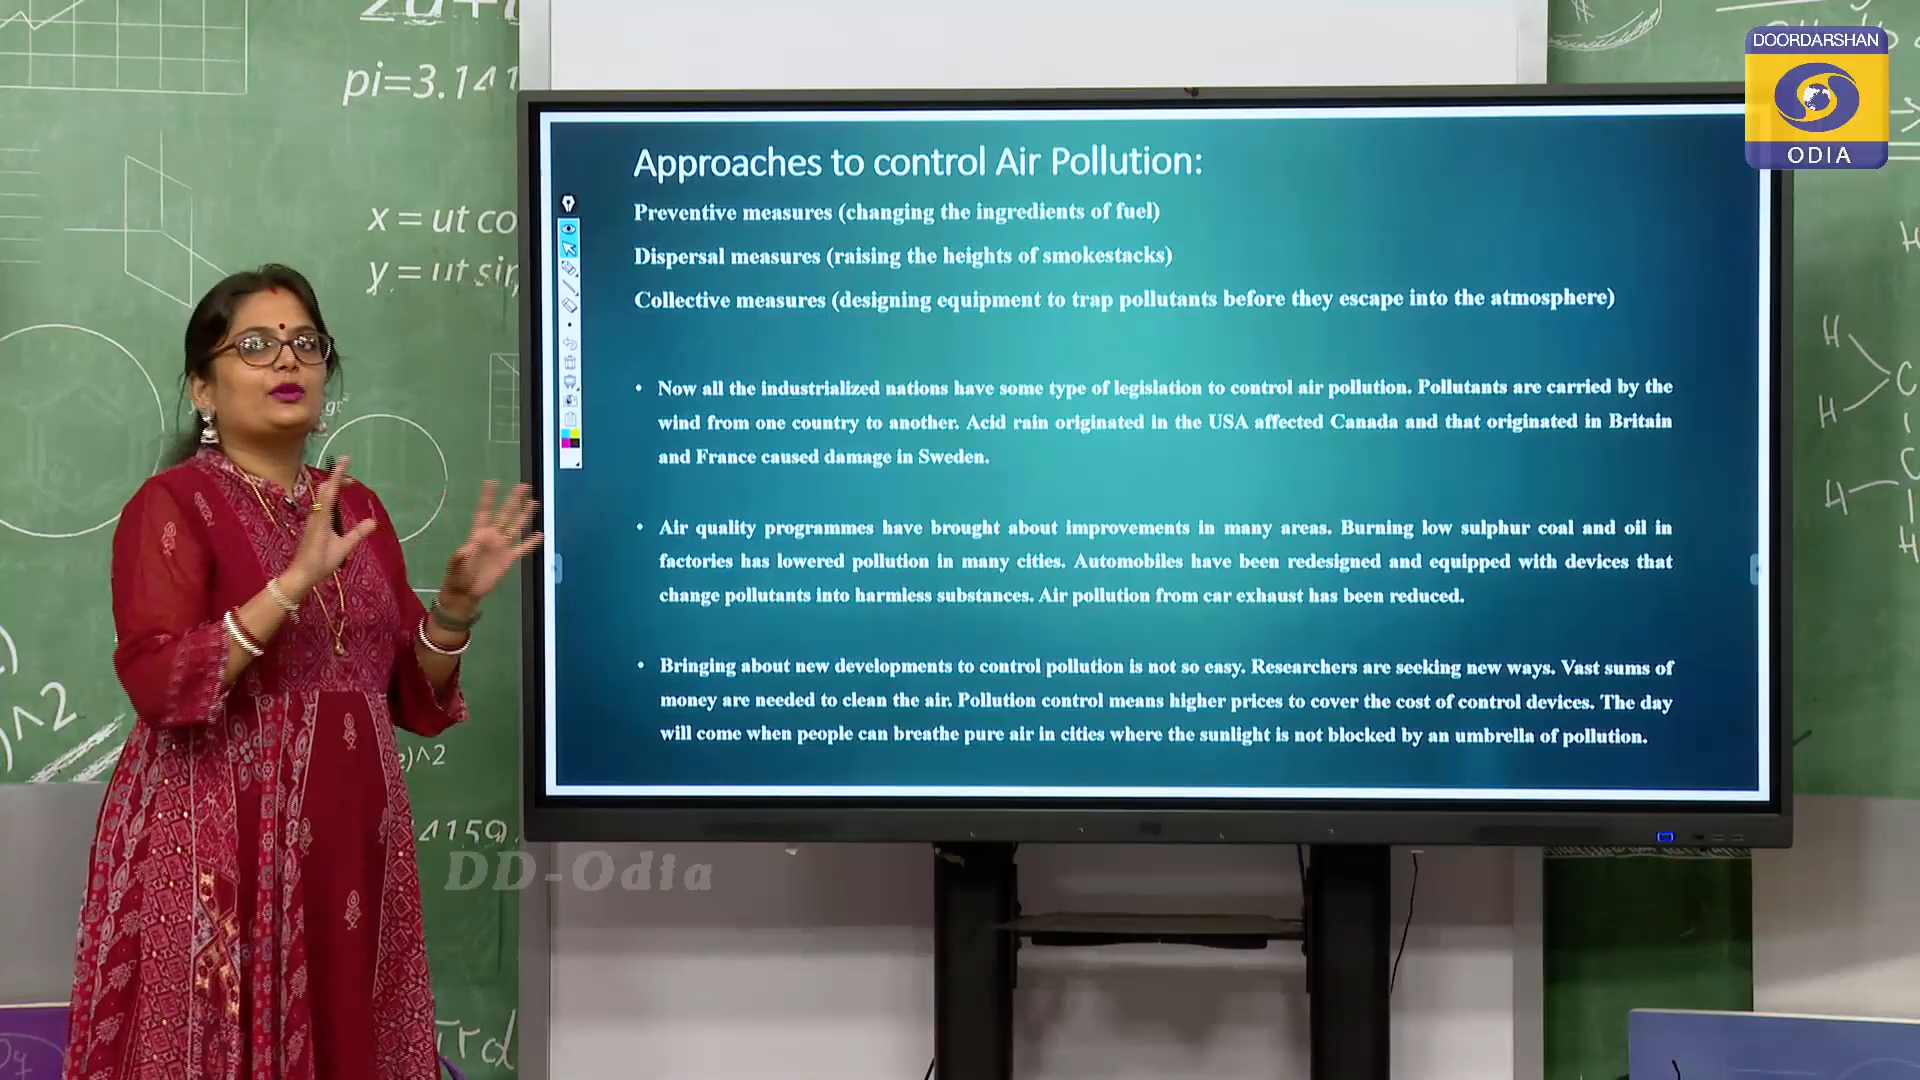 pi=3.141
x = ut co
y = ut sin
DOORDARSHAN
ODIA
Approaches to control Air Pollution:
Preventive measures (changing the ingredients of fuel)
Dispersal measures (raising the heights of smokestacks)
Collective measures (designing equipment to trap pollutants before they escape into the atmosphere)
• Now all the industrialized nations have some type of legislation to control air pollution. Pollutants are carried by the
wind from one country to another. Acid rain originated in the USA affected Canada and that originated in Britain
and France caused damage in Sweden.
• Air quality programmes have brought about improvements in many areas. Burning low sulphur coal and oil in
factories has lowered pollution in many cities. Automobiles have been redesigned and equipped with devices that
change pollutants into harmless substances. Air pollution from car exhaust has been reduced.
• Bringing about new developments to control pollution is not so easy. Researchers are seeking new ways. Vast sums of
money are needed to clean the air. Pollution control means higher prices to cover the cost of control devices. The day
will come when people can breathe pure air in cities where the sunlight is not blocked by an umbrella of pollution.
)^2
)^2
4159
DD-Odia
H
H
C
C
H
H